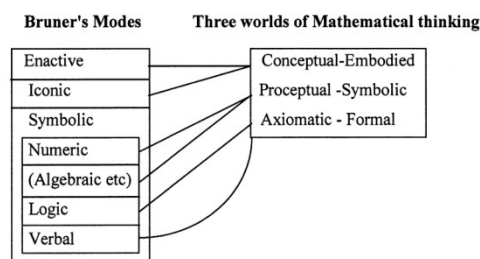 Bruner's Modes
Three worlds of Mathematical thinking
Enactive
Iconic
Symbolic
Numeric
(Algebraic etc)
Logic
Verbal
Conceptual-Embodied
Proceptual -Symbolic
Axiomatic - Formal